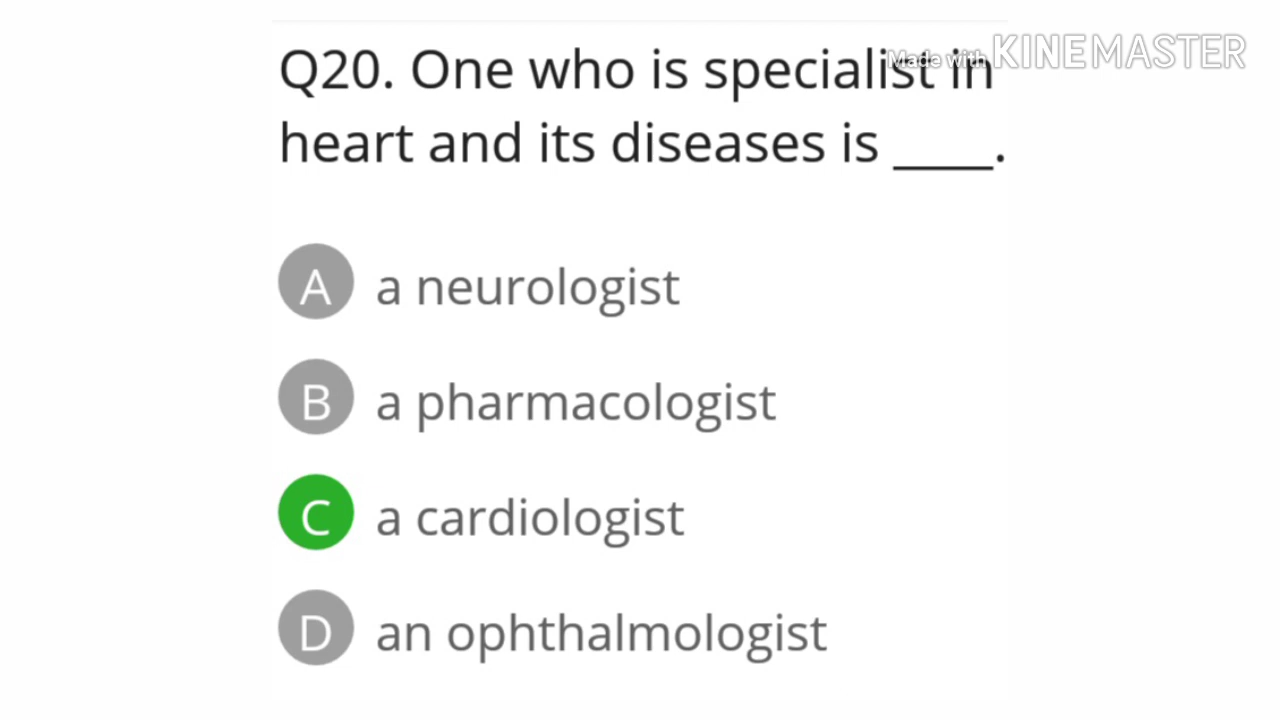 Made with KINEMASTER
Q20. One who is specialist in
heart and its diseases is ____.
A a neurologist
B a pharmacologist
C a cardiologist
D an ophthalmologist